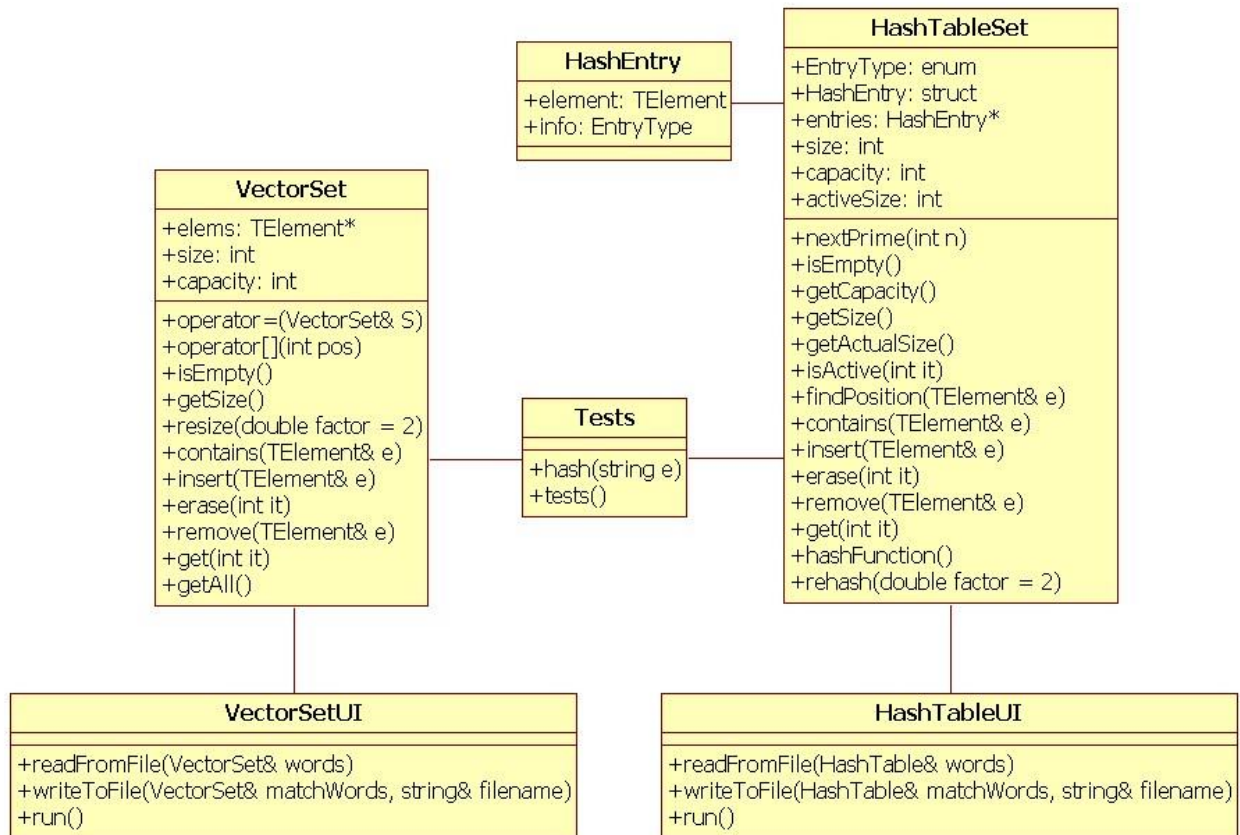 HashEntry
+element: TElement
+info: EntryType
HashTableSet
+EntryType: enum
+HashEntry: struct
+entries: HashEntry*
+size: int
+capacity: int
+activeSize: int
+nextPrime(int n)
+isEmpty()
+getCapacity()
+getSize()
+getActualSize()
+isActive(int it)
+findPosition(TElement& e)
+contains(TElement& e)
+insert(TElement& e)
+erase(int it)
+remove(TElement& e)
+get(int it)
+hashFunction()
+rehash(double factor = 2)
VectorSet
+elems: TElement*
+size: int
+capacity: int
+operator=(VectorSet& S)
+operator[](int pos)
+isEmpty()
+getSize()
+resize(double factor = 2)
+contains(TElement& e)
+insert(TElement& e)
+erase(int it)
+remove(TElement& e)
+get(int it)
+getAll()
Tests
+hash(string e)
+tests()
VectorSetUI
+readFromFile(VectorSet& words)
+writeToFile(VectorSet& matchWords, string& filename)
+run()
HashTableUI
+readFromFile(HashTable& words)
+writeToFile(HashTable& matchWords, string& filename)
+run()